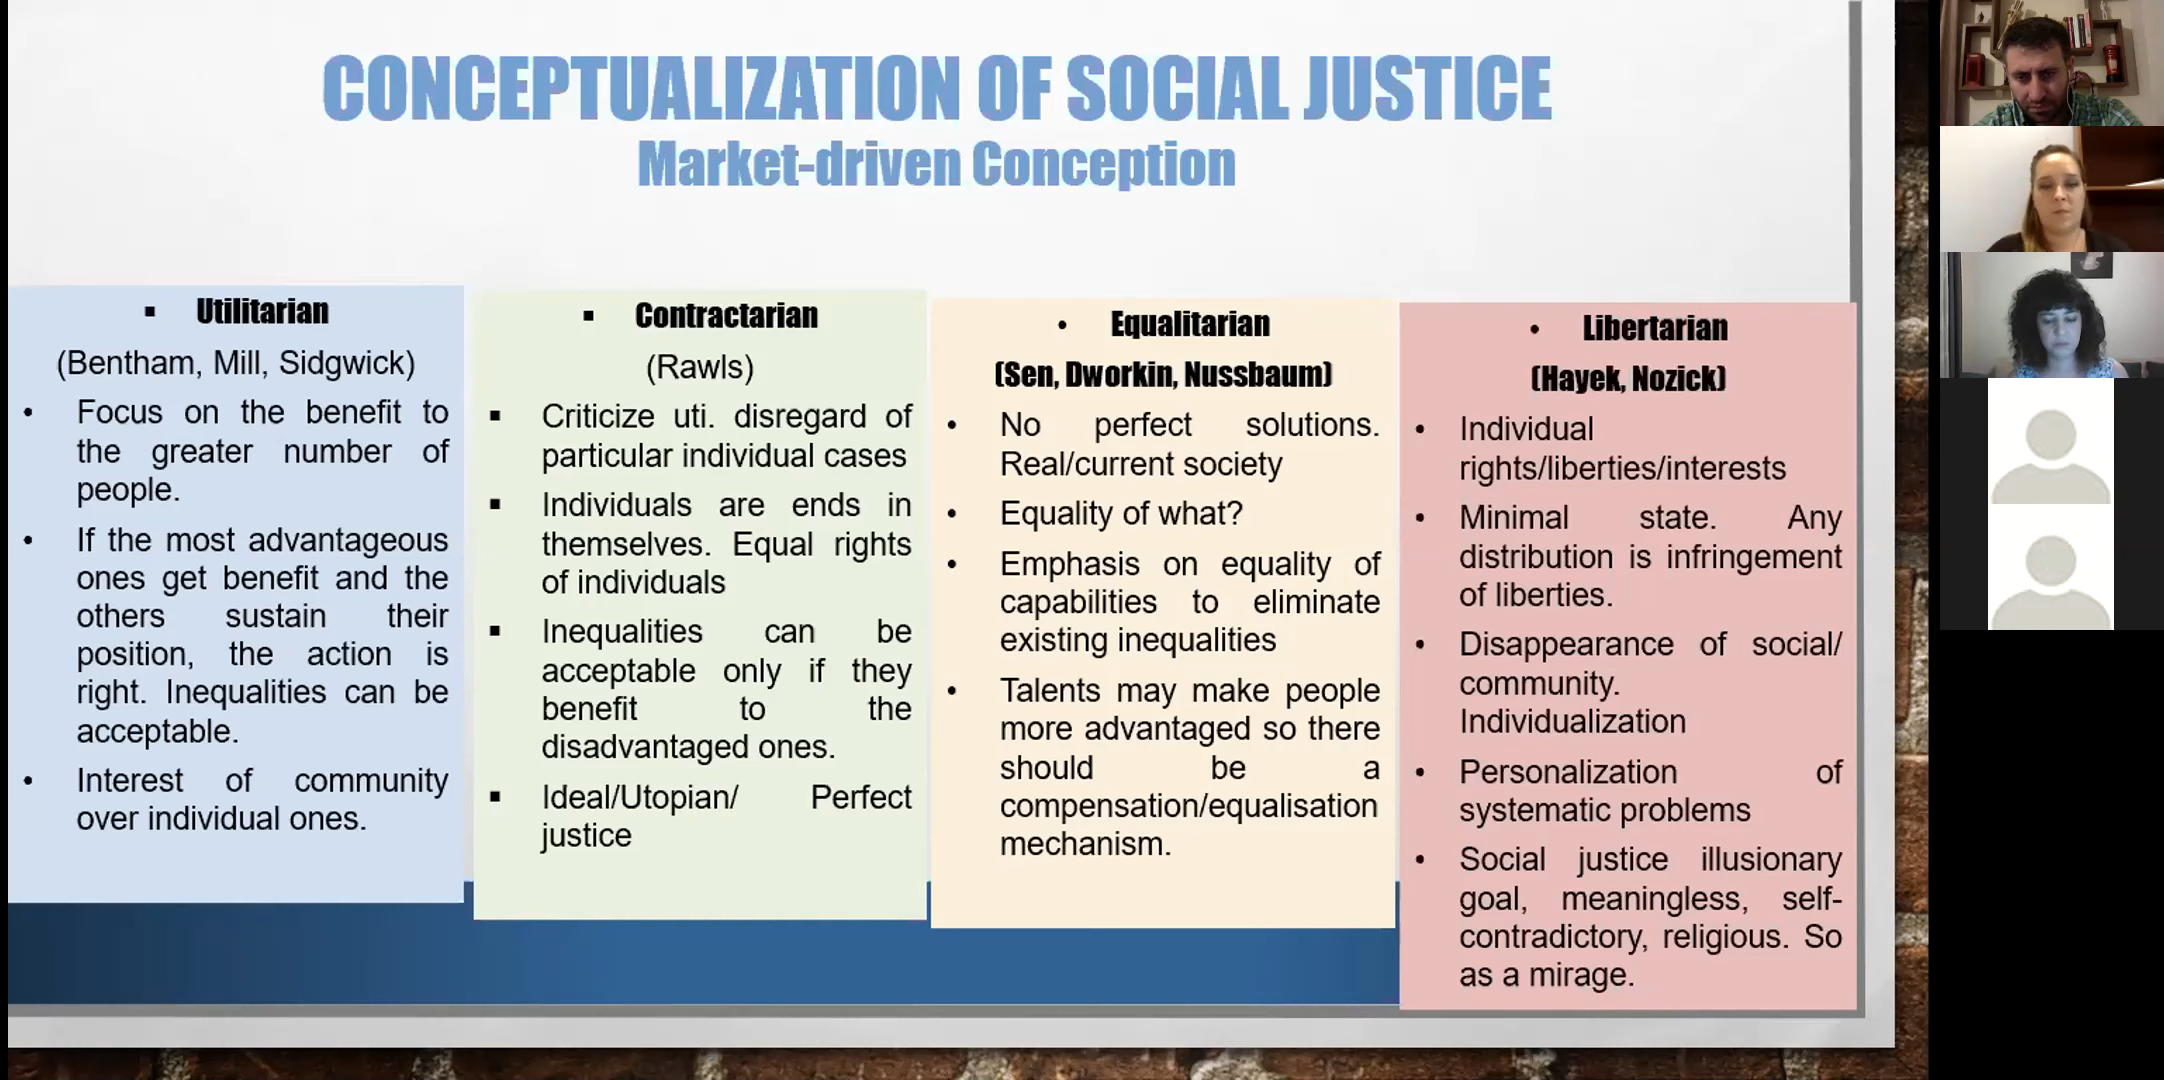 CONCEPTUALIZATION OF SOCIAL JUSTICE
Market-driven Conception
▪ Utilitarian
(Bentham, Mill, Sidgwick)
• Focus on the benefit to
the greater number of
people.
• If the most advantageous
ones get benefit and the
others sustain their
position, the action is
right. Inequalities can be
acceptable.
• Interest of community
over individual ones.
▪ Contractarian
(Rawls)
▪ Criticize uti. disregard of
particular individual cases
▪ Individuals are ends in
themselves. Equal rights
of individuals
▪ Inequalities can be
acceptable only if they
benefit to the
disadvantaged ones.
▪ Ideal/Utopian/ Perfect
justice
• Equalitarian
(Sen, Dworkin, Nussbaum)
• No perfect solutions.
Real/current society
• Equality of what?
• Emphasis on equality of
capabilities to eliminate
existing inequalities
• Talents may make people
more advantaged so there
should be a
compensation/equalisation
mechanism.
• Libertarian
(Hayek, Nozick)
• Individual
rights/liberties/interests
• Minimal state. Any
distribution is infringement
of liberties.
• Disappearance of social/
community.
Individualization
• Personalization of
systematic problems
• Social justice illusionary
goal, meaningless, self-
contradictory, religious. So
as a mirage.